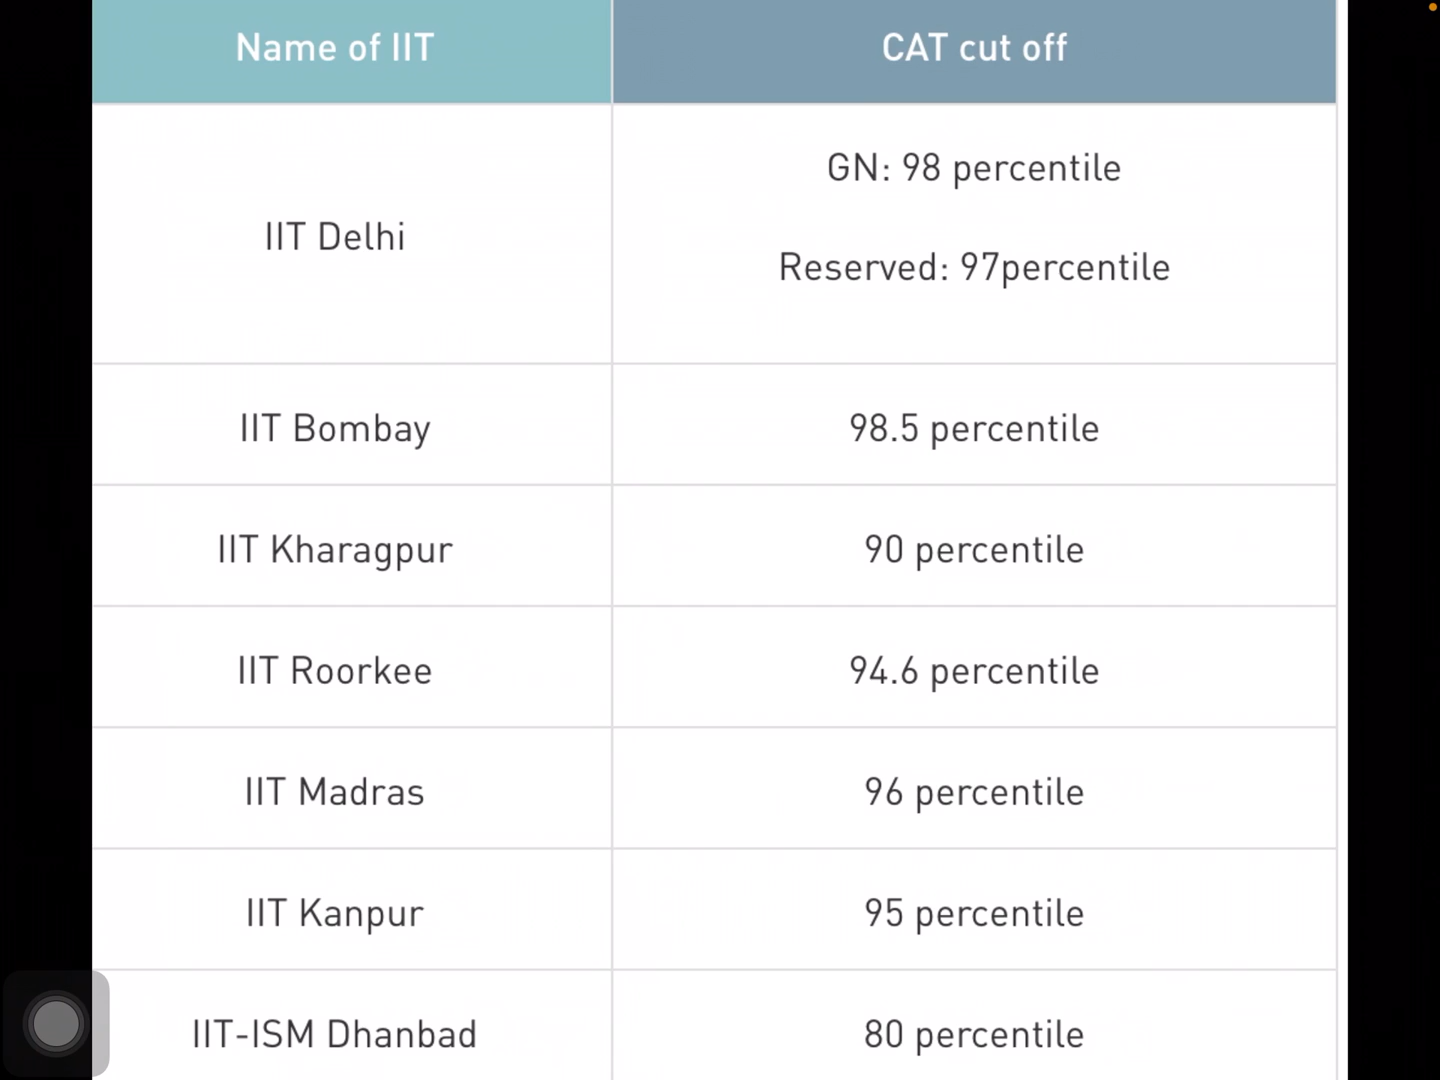 Name of IIT
CAT cut off
IIT Delhi
GN: 98 percentile
Reserved: 97percentile
IIT Bombay
98.5 percentile
IIT Kharagpur
90 percentile
IIT Roorkee
94.6 percentile
IIT Madras
96 percentile
IIT Kanpur
95 percentile
IIT-ISM Dhanbad
80 percentile